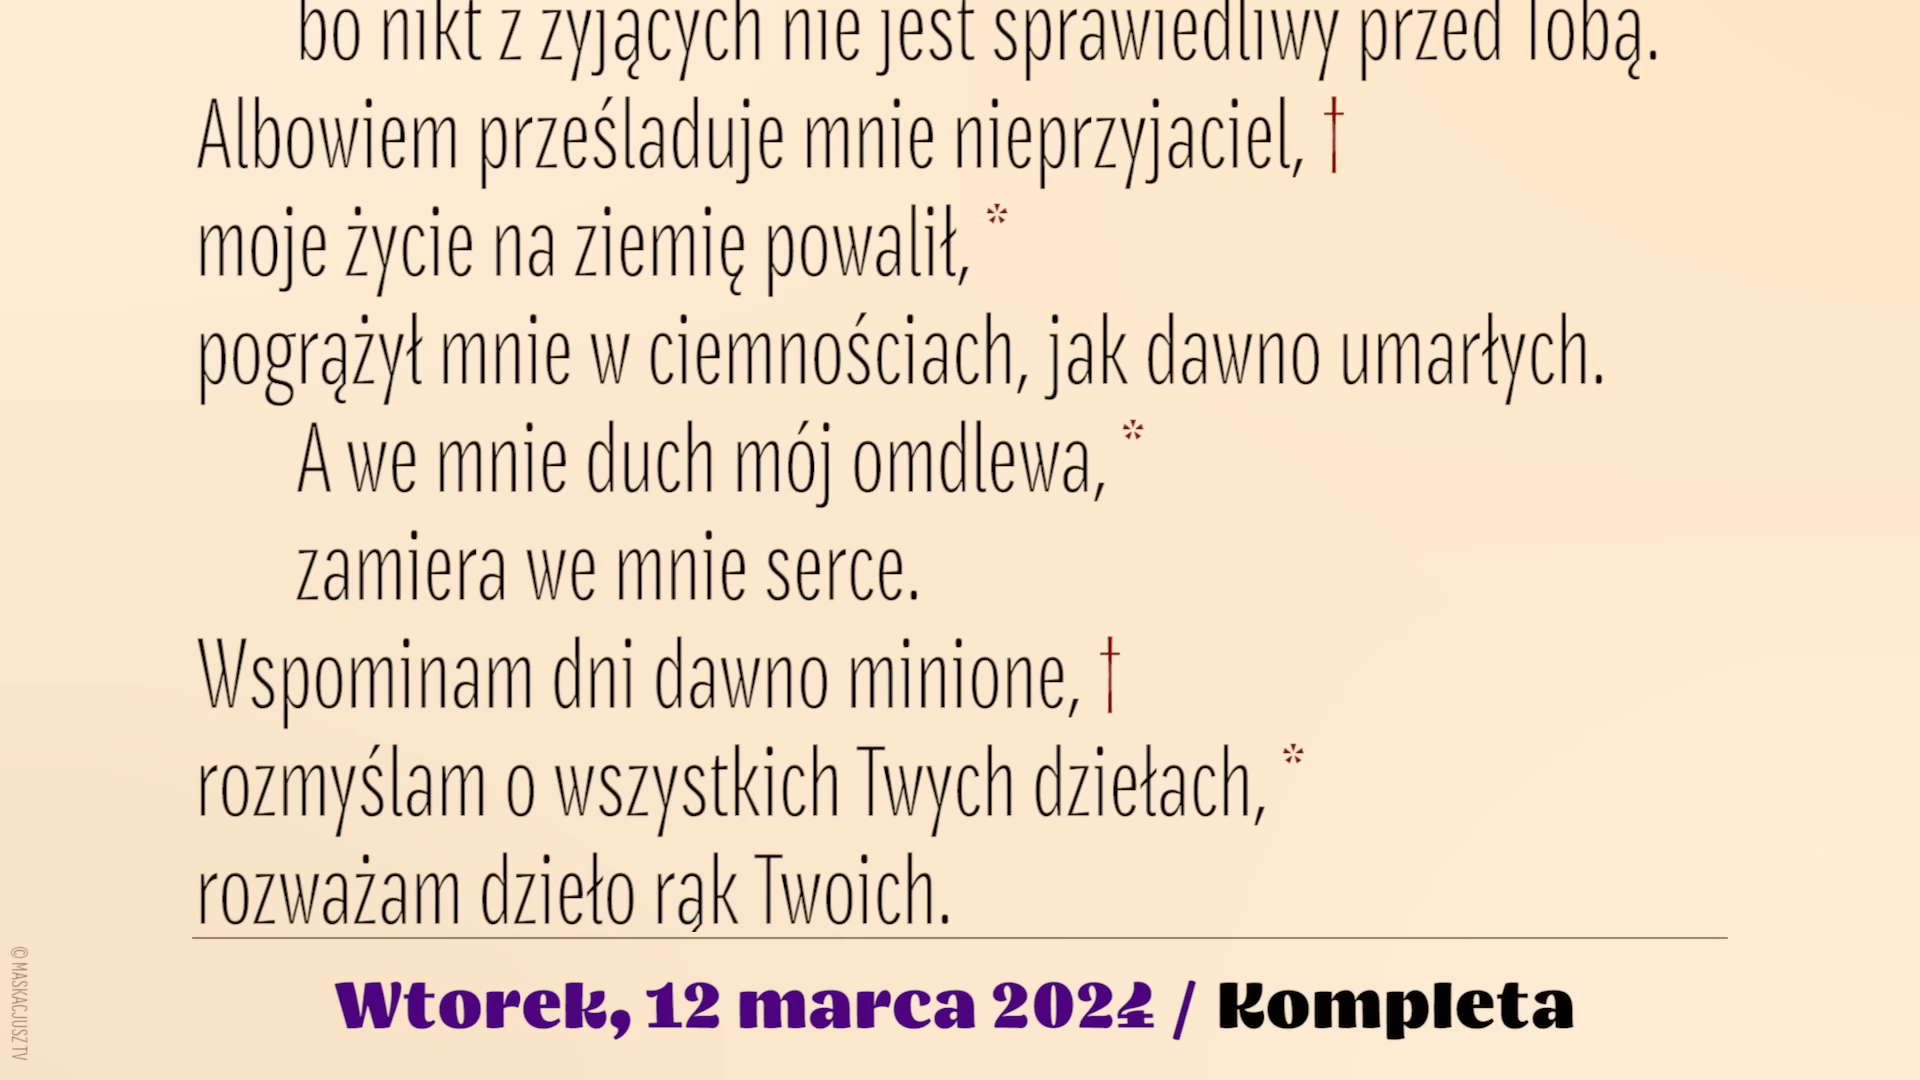 bo nikt z żyjących nie jest sprawiedliwy przed Tobą.
Albowiem prześladuje mnie nieprzyjaciel, †
moje życie na ziemię powalił, *
pogrążył mnie w ciemnościach, jak dawno umarłych.
A we mnie duch mój omdlewa, *
zamiera we mnie serce.
Wspominam dni dawno minione, †
rozmyślam o wszystkich Twych dziełach, *
rozważam dzieło rąk Twoich.
Wtorek, 12 marca 2024 / Kompleta
© MASKACJUSZ TV